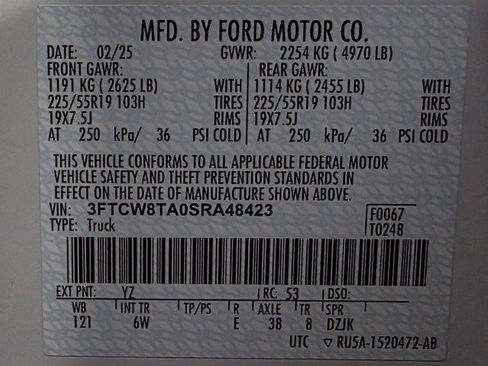 MFD. BY FORD MOTOR CO.
DATE: 02/25 GVWR: 2254 KG ( 4970 LB)
FRONT GAWR: REAR GAWR:
1191 KG ( 2625 LB) WITH 1114 KG ( 2455 LB) WITH
225/55R19 103H TIRES 225/55R19 103H TIRES
19X7.5J RIMS 19X7.5J RIMS
AT 250 kPa/ 36 PSI COLD AT 250 kPa/ 36 PSI COLD
THIS VEHICLE CONFORMS TO ALL APPLICABLE FEDERAL MOTOR
VEHICLE SAFETY AND THEFT PREVENTION STANDARDS IN
EFFECT ON THE DATE OF MANUFACTURE SHOWN ABOVE.
VIN: 3FTCW8TA0SRA48423 F0067
TYPE: Truck T0248
EXT PNT: YZ RC: 53 DSO:
WB INT TR TP/PS R AXLE TR SPR
121 6W E 38 8 DZJK
UTC ▽ RU5A-1520472-AB